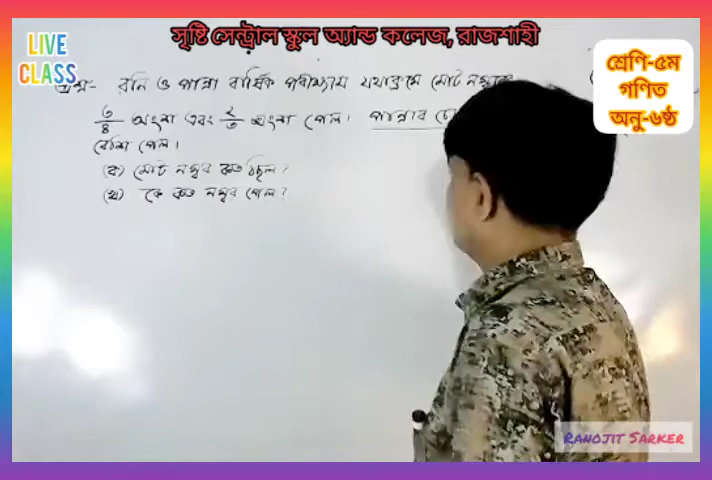 সৃষ্টি সেন্ট্রাল স্কুল অ্যান্ড কলেজ, রাজশাহী
LIVE
CLASS
শ্রেণি-৫ম
গণিত
অনু-৬ষ্ঠ
প্রশ্ন- রনি ও পান্না বার্ষিক পরীক্ষায় যথাক্রমে মোট নম্বরের
৩/৪ অংশ এবং ২/৩ অংশ পেল। পান্নার
বেশি পেল।
(ক) মোট নম্বর কত ছিল?
(খ) কে কত নম্বর পেল?
RANOJIT SARKER